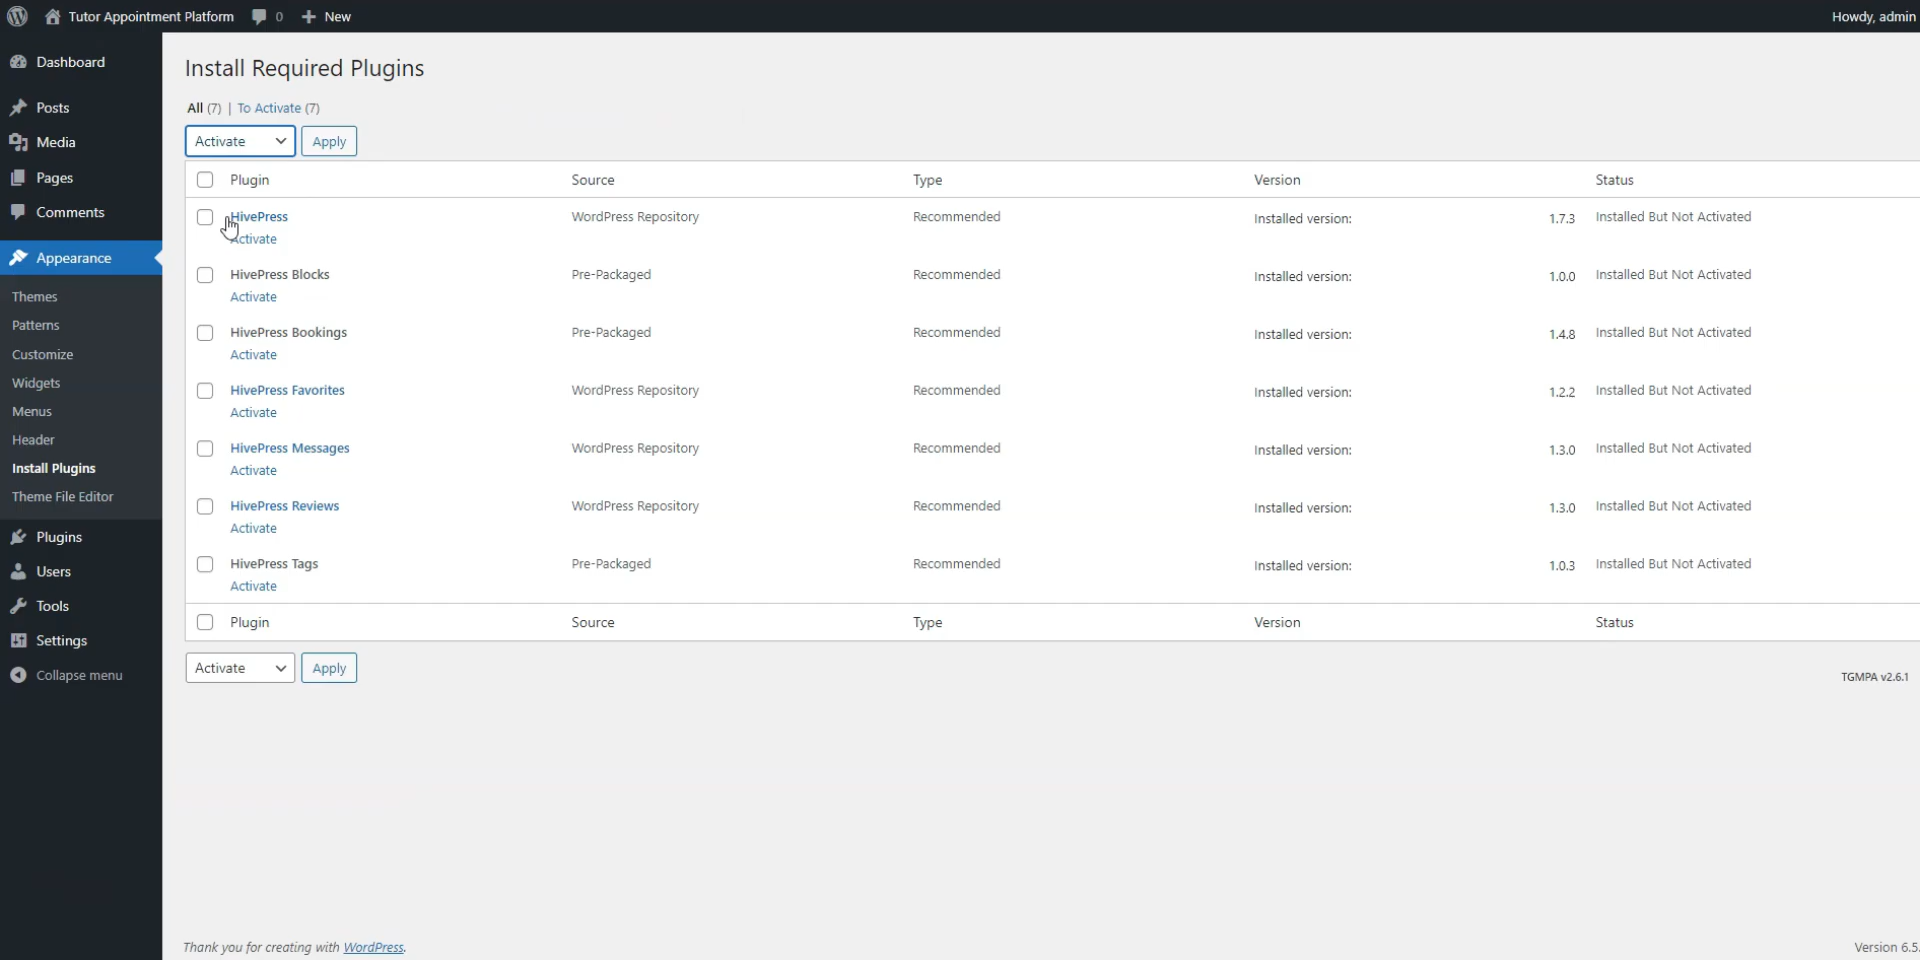 Tutor Appointment Platform 0 New Howdy, admin
Dashboard
Posts
Media
Pages
Comments
Appearance
Themes
Patterns
Customize
Widgets
Menus
Header
Install Plugins
Theme File Editor
Plugins
Users
Tools
Settings
Collapse menu
Install Required Plugins
All (7) | To Activate (7)
Activate Apply
Plugin Source Type Version Status
HivePress WordPress Repository Recommended Installed version: 1.7.3 Installed But Not Activated
Activate
HivePress Blocks Pre-Packaged Recommended Installed version: 1.0.0 Installed But Not Activated
Activate
HivePress Bookings Pre-Packaged Recommended Installed version: 1.4.8 Installed But Not Activated
Activate
HivePress Favorites WordPress Repository Recommended Installed version: 1.2.2 Installed But Not Activated
Activate
HivePress Messages WordPress Repository Recommended Installed version: 1.3.0 Installed But Not Activated
Activate
HivePress Reviews WordPress Repository Recommended Installed version: 1.3.0 Installed But Not Activated
Activate
HivePress Tags Pre-Packaged Recommended Installed version: 1.0.3 Installed But Not Activated
Activate
Plugin Source Type Version Status
Activate Apply
TGMPA v2.6.1
Thank you for creating with WordPress. Version 6.5.